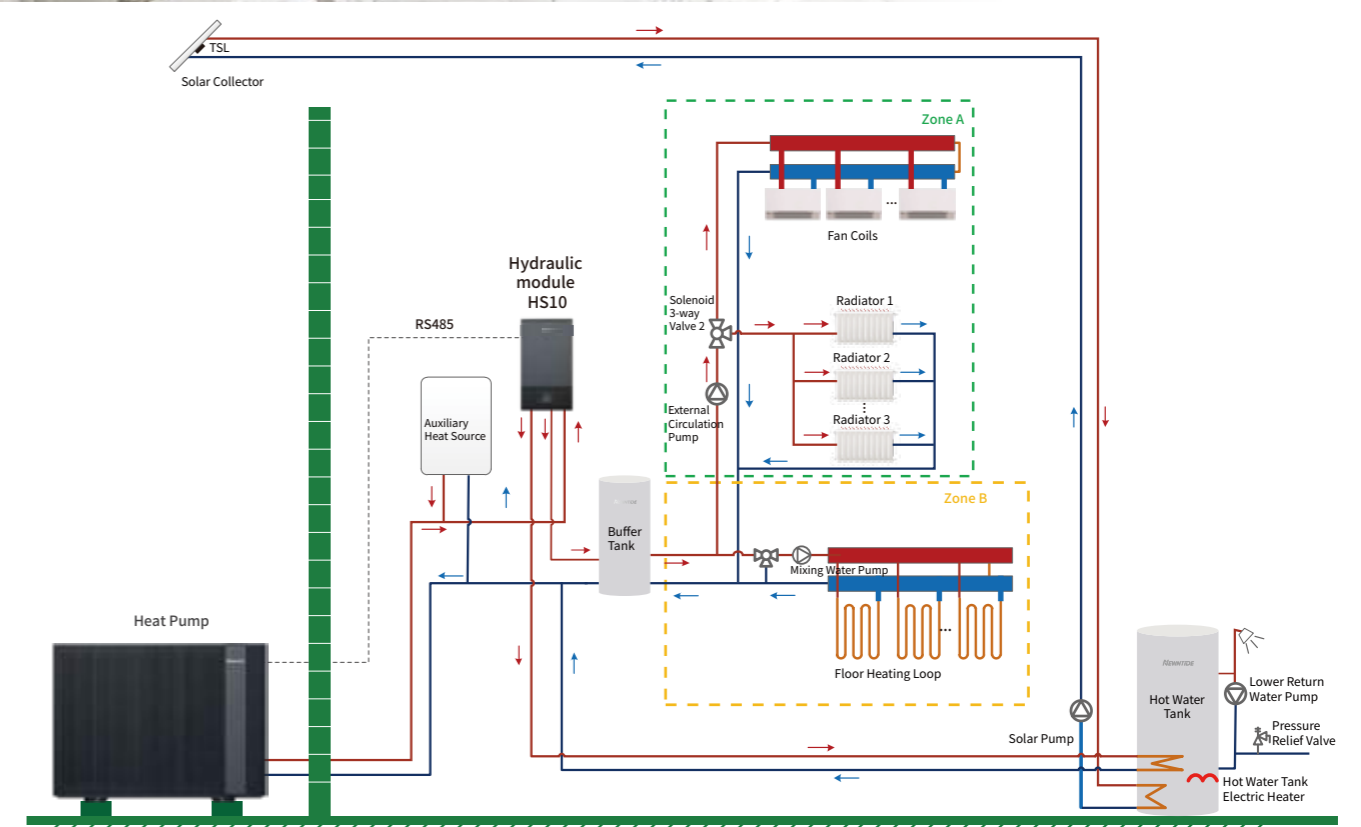 TSL
Solar Collector
Zone A
Fan Coils
Hydraulic
module
HS10
Solenoid
3-way
Valve 2
Radiator 1
RS485
Radiator 2
External
Circulation
Pump
Radiator 3
Auxiliary
Heat Source
Zone B
Buffer
Tank
Mixing Water Pump
Heat Pump
Floor Heating Loop
NEWNTIDE
Hot Water
Tank
Lower Return
Water Pump
Solar Pump
Pressure
Relief Valve
Hot Water Tank
Electric Heater